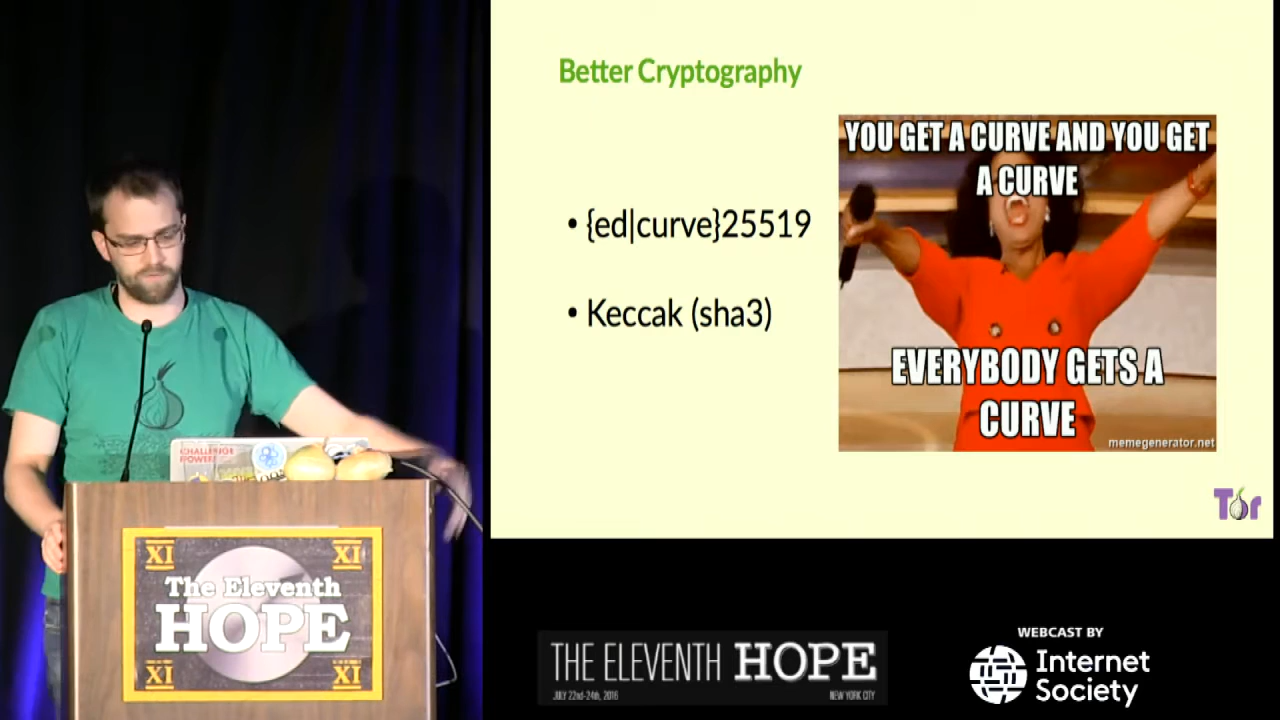 Better Cryptography
• {ed|curve}25519
• Keccak (sha3)
YOU GET A CURVE AND YOU GET
A CURVE
EVERYBODY GETS A
CURVE
memegenerator.net
Tor
CHALLENGE
POWER
XI XI
The Eleventh
HOPE
XI XI
THE ELEVENTH HOPE
JULY 22nd-24th, 2016 NEW YORK CITY
WEBCAST BY
Internet
Society